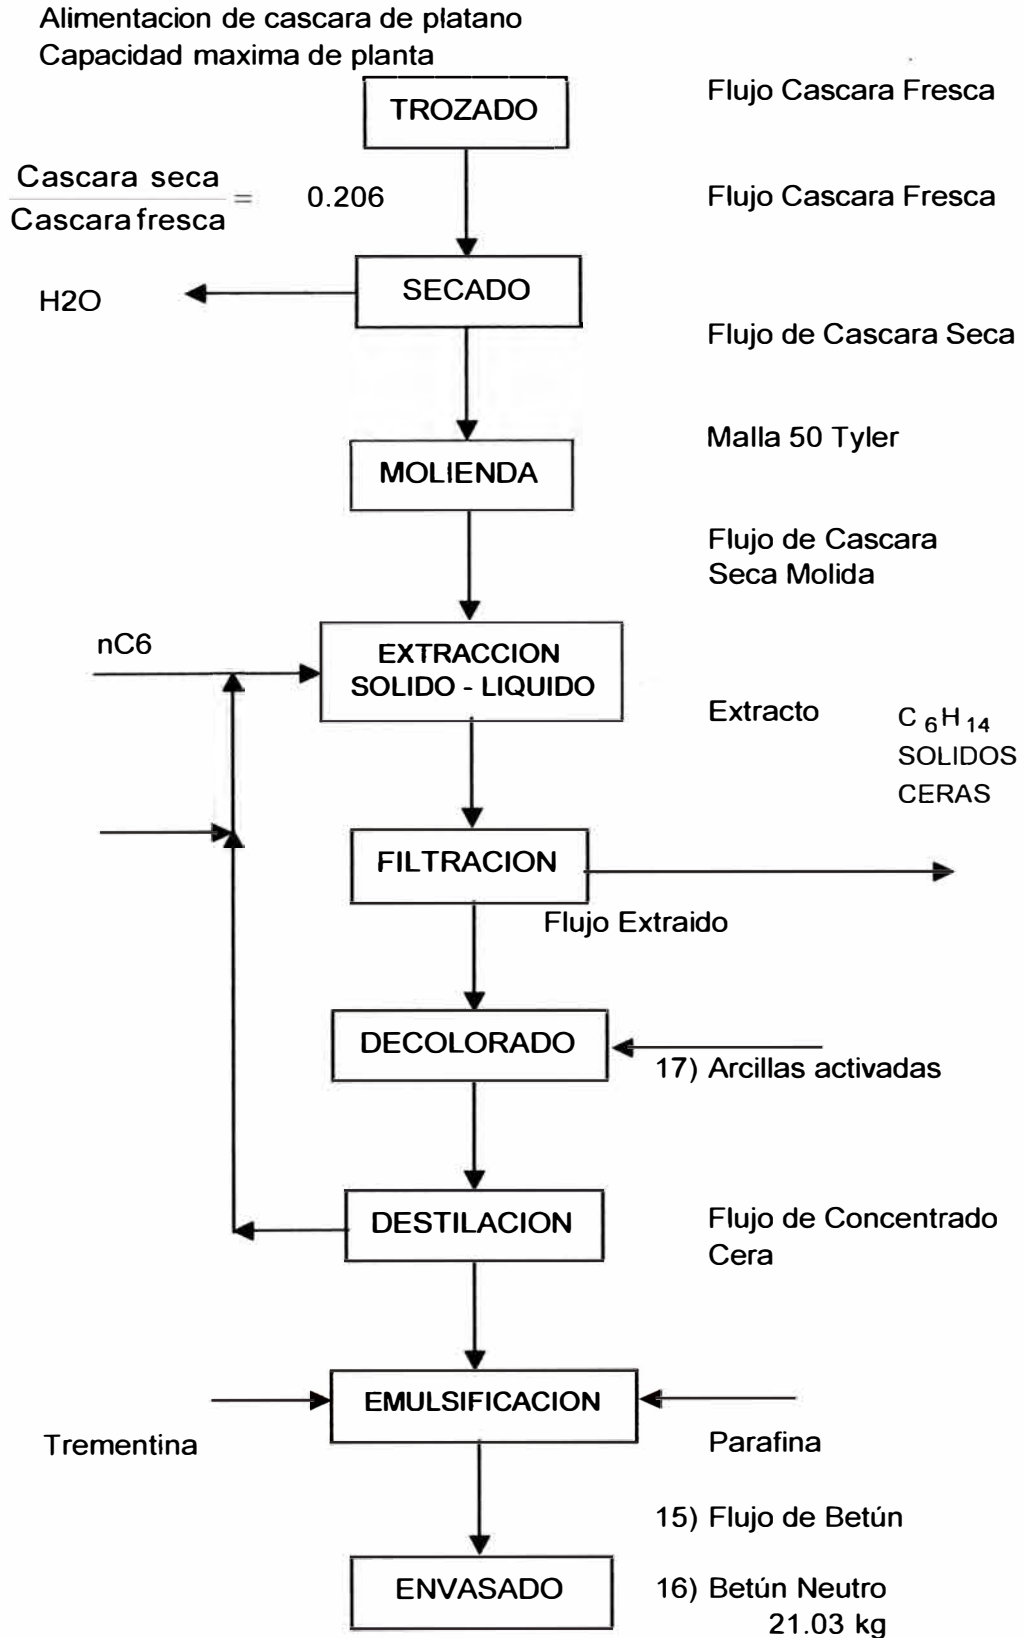 Alimentacion de cascara de platano
Capacidad maxima de planta
TROZADO
Flujo Cascara Fresca
Cascara seca
Cascara fresca
= 0.206
Flujo Cascara Fresca
SECADO
H2O
Flujo de Cascara Seca
Malla 50 Tyler
MOLIENDA
Flujo de Cascara
Seca Molida
nC6
EXTRACCION
SOLIDO - LIQUIDO
Extracto
C 6 H 14
SOLIDOS
CERAS
FILTRACION
Flujo Extraido
DECOLORADO
17) Arcillas activadas
DESTILACION
Flujo de Concentrado
Cera
EMULSIFICACION
Trementina
Parafina
15) Flujo de Betún
ENVASADO
16) Betún Neutro
21.03 kg